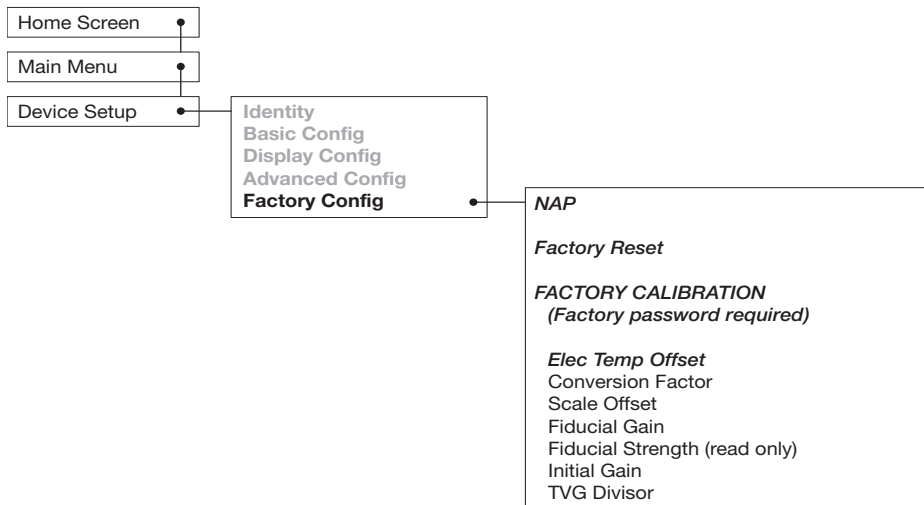 Home Screen
Main Menu
Device Setup
Identity
Basic Config
Display Config
Advanced Config
Factory Config
NAP
Factory Reset
FACTORY CALIBRATION
(Factory password required)
Elec Temp Offset
Conversion Factor
Scale Offset
Fiducial Gain
Fiducial Strength (read only)
Initial Gain
TVG Divisor